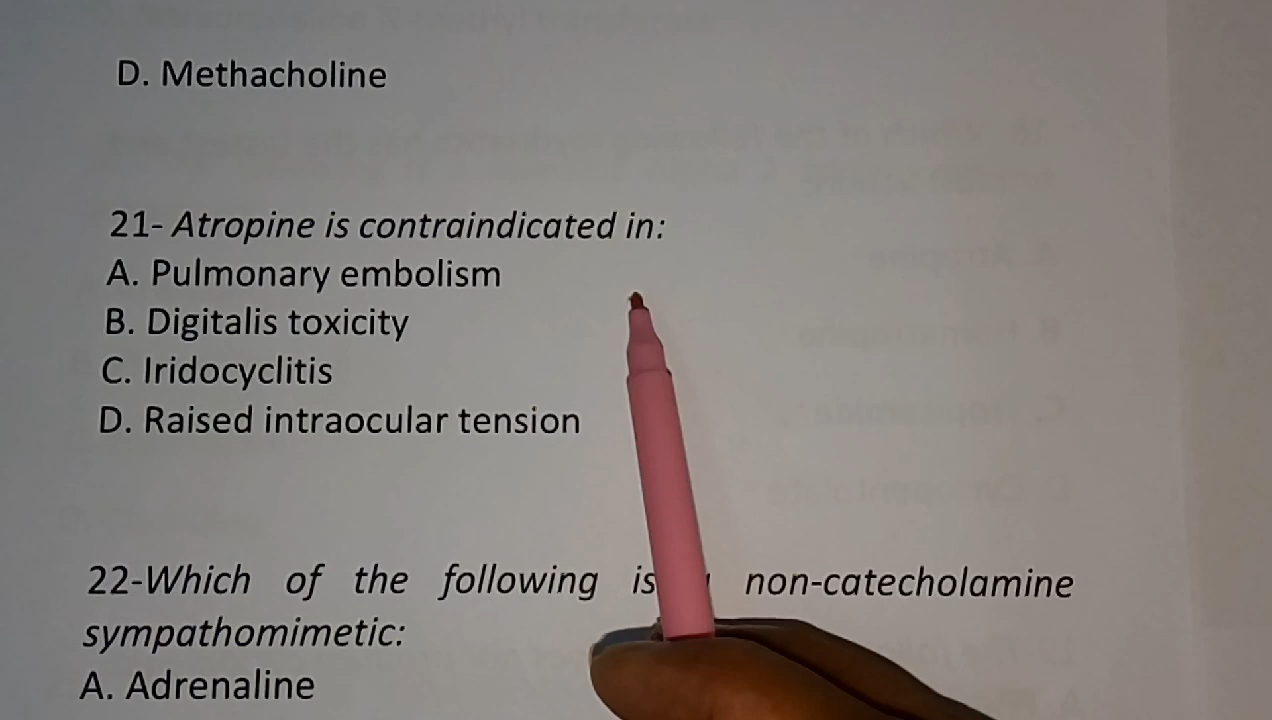 D. Methacholine
21- Atropine is contraindicated in:
A. Pulmonary embolism
B. Digitalis toxicity
C. Iridocyclitis
D. Raised intraocular tension
22-Which of the following is non-catecholamine
sympathomimetic:
A. Adrenaline